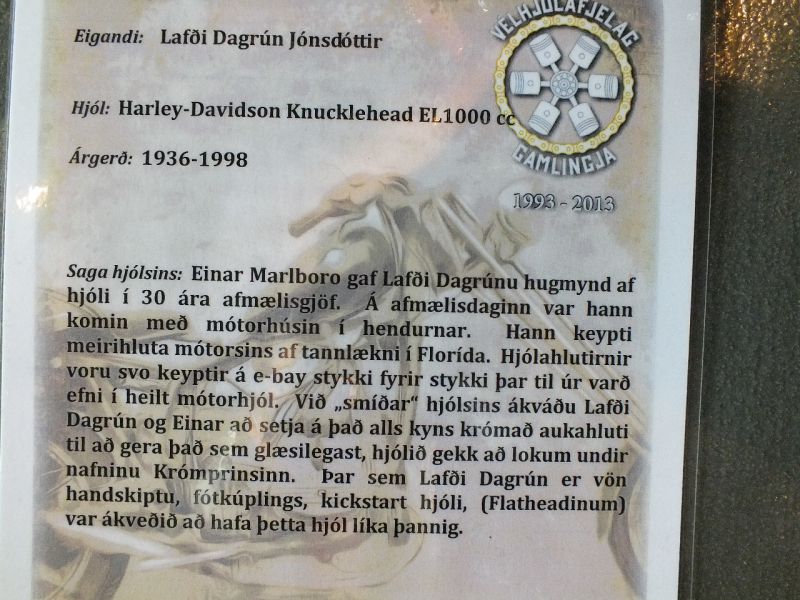 Eigandi: Lafði Dagrún Jónsdóttir
VÉLHJÓLAFJELAG
GAMLINGJA
1993 - 2013
Hjól: Harley-Davidson Knucklehead EL1000 cc
Árgerð: 1936-1998
Saga hjólsins: Einar Marlboro gaf Lafði Dagrúnu hugmynd af
hjóli í 30 ára afmælisgjöf. Á afmælisdaginn var hann
komin með mótorhúsin í hendurnar. Hann keypti
meirihluta mótorsins af tannlækni í Florída. Hjólahlutirnir
voru svo keyptir á e-bay stykki fyrir stykki þar til úr varð
efni í heilt mótorhjól. Við „smíðar“ hjólsins ákváðu Lafði
Dagrún og Einar að setja á það alls kyns krómað aukahluti
til að gera það sem glæsilegast, hjólið gekk að lokum undir
nafninu Krómprinsinn. Þar sem Lafði Dagrún er vön
handskiptu, fótkúplings, kickstart hjóli, (Flatheadinum)
var ákveðið að hafa þetta hjól líka þannig.